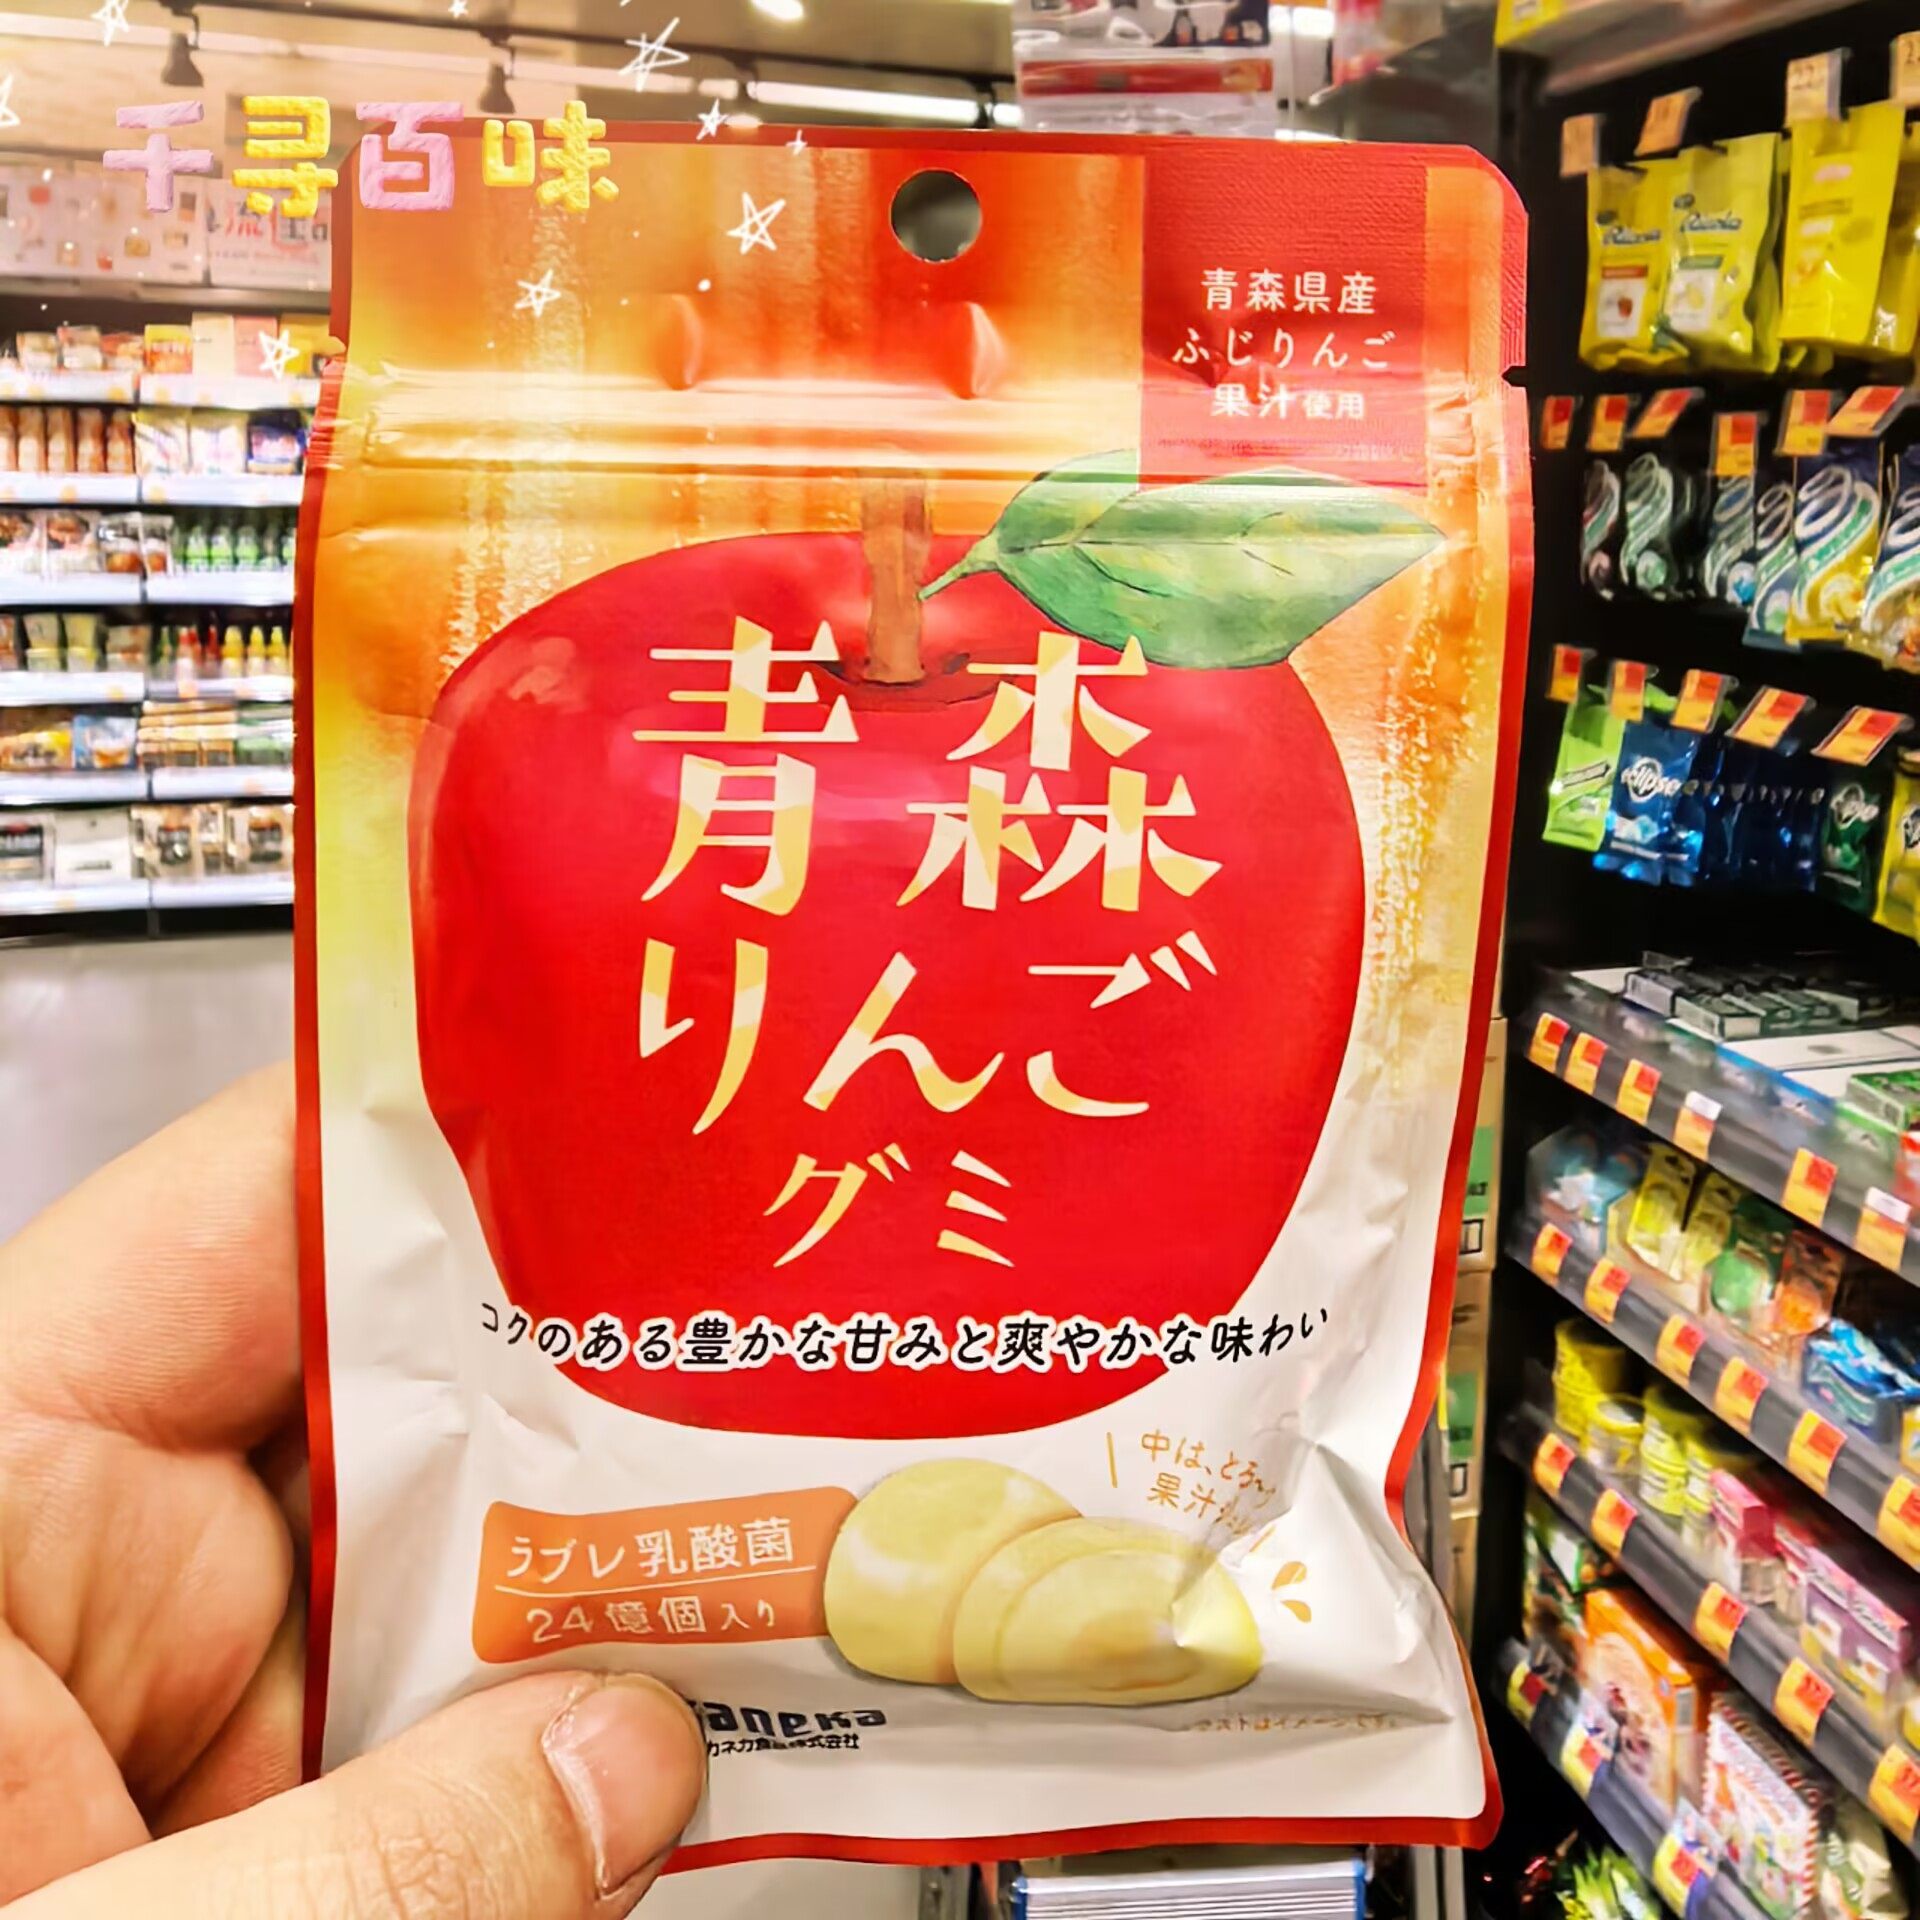 千寻百味
青森県産
ふじりんご
果汁使用
青森
りんご
グミ
コクのある豊かな甘みと爽やかな味わい
中は、とろ〜り
果汁
ラブレ乳酸菌
24億個入り
kaneka
カネカ食品株式会社
eclipse